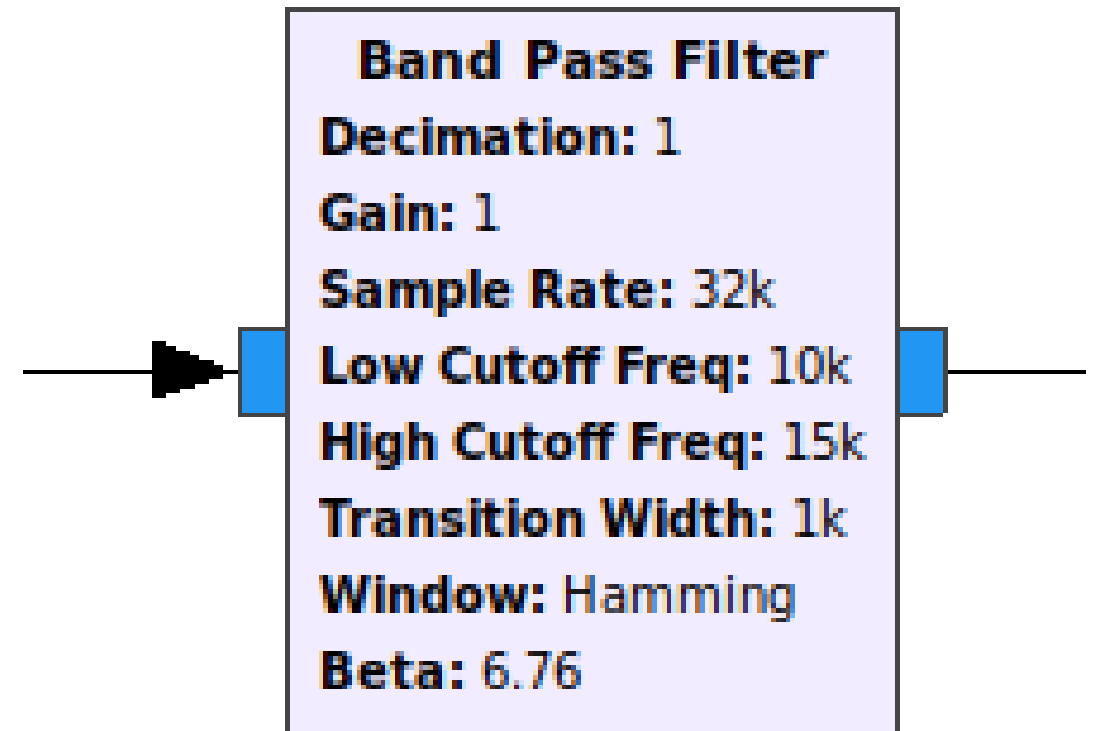 Band Pass Filter
Decimation: 1
Gain: 1
Sample Rate: 32k
Low Cutoff Freq: 10k
High Cutoff Freq: 15k
Transition Width: 1k
Window: Hamming
Beta: 6.76